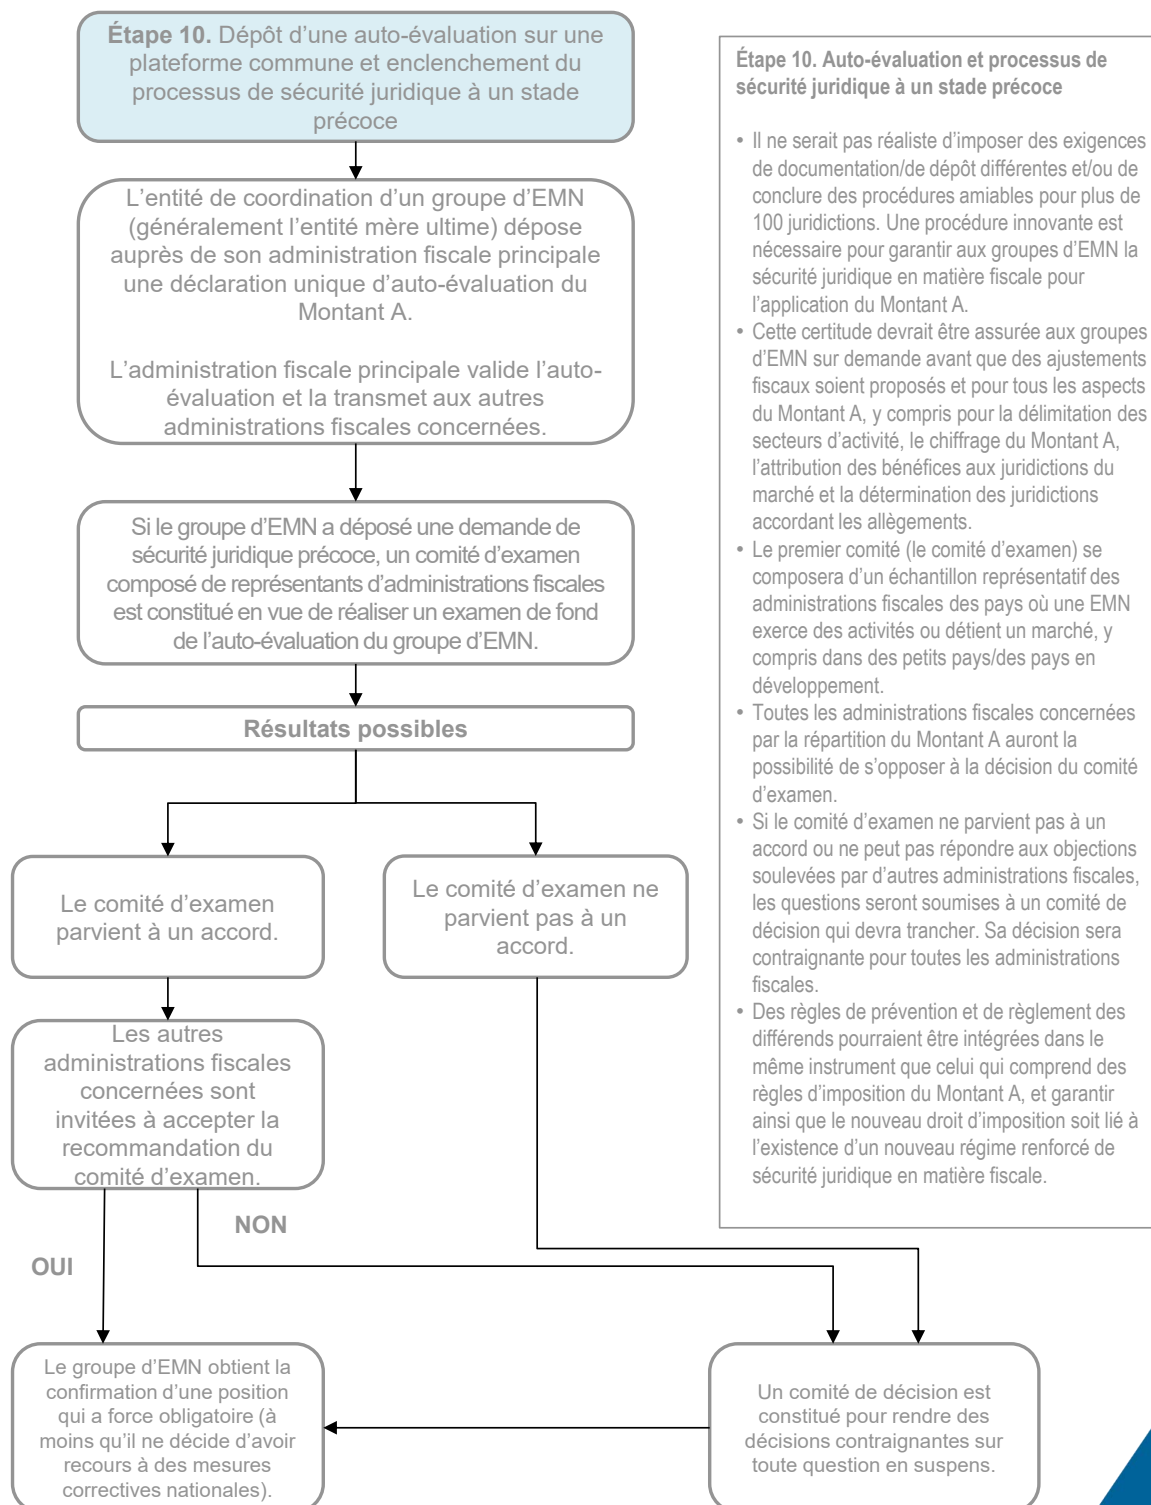 Étape 10. Dépôt d’une auto-évaluation sur une
plateforme commune et enclenchement du
processus de sécurité juridique à un stade
précoce
L’entité de coordination d’un groupe d’EMN
(généralement l’entité mère ultime) dépose
auprès de son administration fiscale principale
une déclaration unique d’auto-évaluation du
Montant A.
L’administration fiscale principale valide l’auto-
évaluation et la transmet aux autres
administrations fiscales concernées.
Si le groupe d’EMN a déposé une demande de
sécurité juridique précoce, un comité d’examen
composé de représentants d’administrations fiscales
est constitué en vue de réaliser un examen de fond
de l’auto-évaluation du groupe d’EMN.
Résultats possibles
Le comité d’examen
parvient à un accord.
Le comité d’examen ne
parvient pas à un
accord.
Les autres
administrations fiscales
concernées sont
invitées à accepter la
recommandation du
comité d’examen.
NON
OUI
Le groupe d’EMN obtient la
confirmation d’une position
qui a force obligatoire (à
moins qu’il ne décide d’avoir
recours à des mesures
correctives nationales).
Un comité de décision est
constitué pour rendre des
décisions contraignantes sur
toute question en suspens.
Étape 10. Auto-évaluation et processus de
sécurité juridique à un stade précoce
• Il ne serait pas réaliste d’imposer des exigences
de documentation/de dépôt différentes et/ou de
conclure des procédures amiables pour plus de
100 juridictions. Une procédure innovante est
nécessaire pour garantir aux groupes d’EMN la
sécurité juridique en matière fiscale pour
l’application du Montant A.
• Cette certitude devrait être assurée aux groupes
d’EMN sur demande avant que des ajustements
fiscaux soient proposés et pour tous les aspects
du Montant A, y compris pour la délimitation des
secteurs d’activité, le chiffrage du Montant A,
l’attribution des bénéfices aux juridictions du
marché et la détermination des juridictions
accordant les allègements.
• Le premier comité (le comité d’examen) se
composera d’un échantillon représentatif des
administrations fiscales des pays où une EMN
exerce des activités ou détient un marché, y
compris dans des petits pays/des pays en
développement.
• Toutes les administrations fiscales concernées
par la répartition du Montant A auront la
possibilité de s’opposer à la décision du comité
d’examen.
• Si le comité d’examen ne parvient pas à un
accord ou ne peut pas répondre aux objections
soulevées par d’autres administrations fiscales,
les questions seront soumises à un comité de
décision qui devra trancher. Sa décision sera
contraignante pour toutes les administrations
fiscales.
• Des règles de prévention et de règlement des
différends pourraient être intégrées dans le
même instrument que celui qui comprend des
règles d’imposition du Montant A, et garantir
ainsi que le nouveau droit d’imposition soit lié à
l’existence d’un nouveau régime renforcé de
sécurité juridique en matière fiscale.